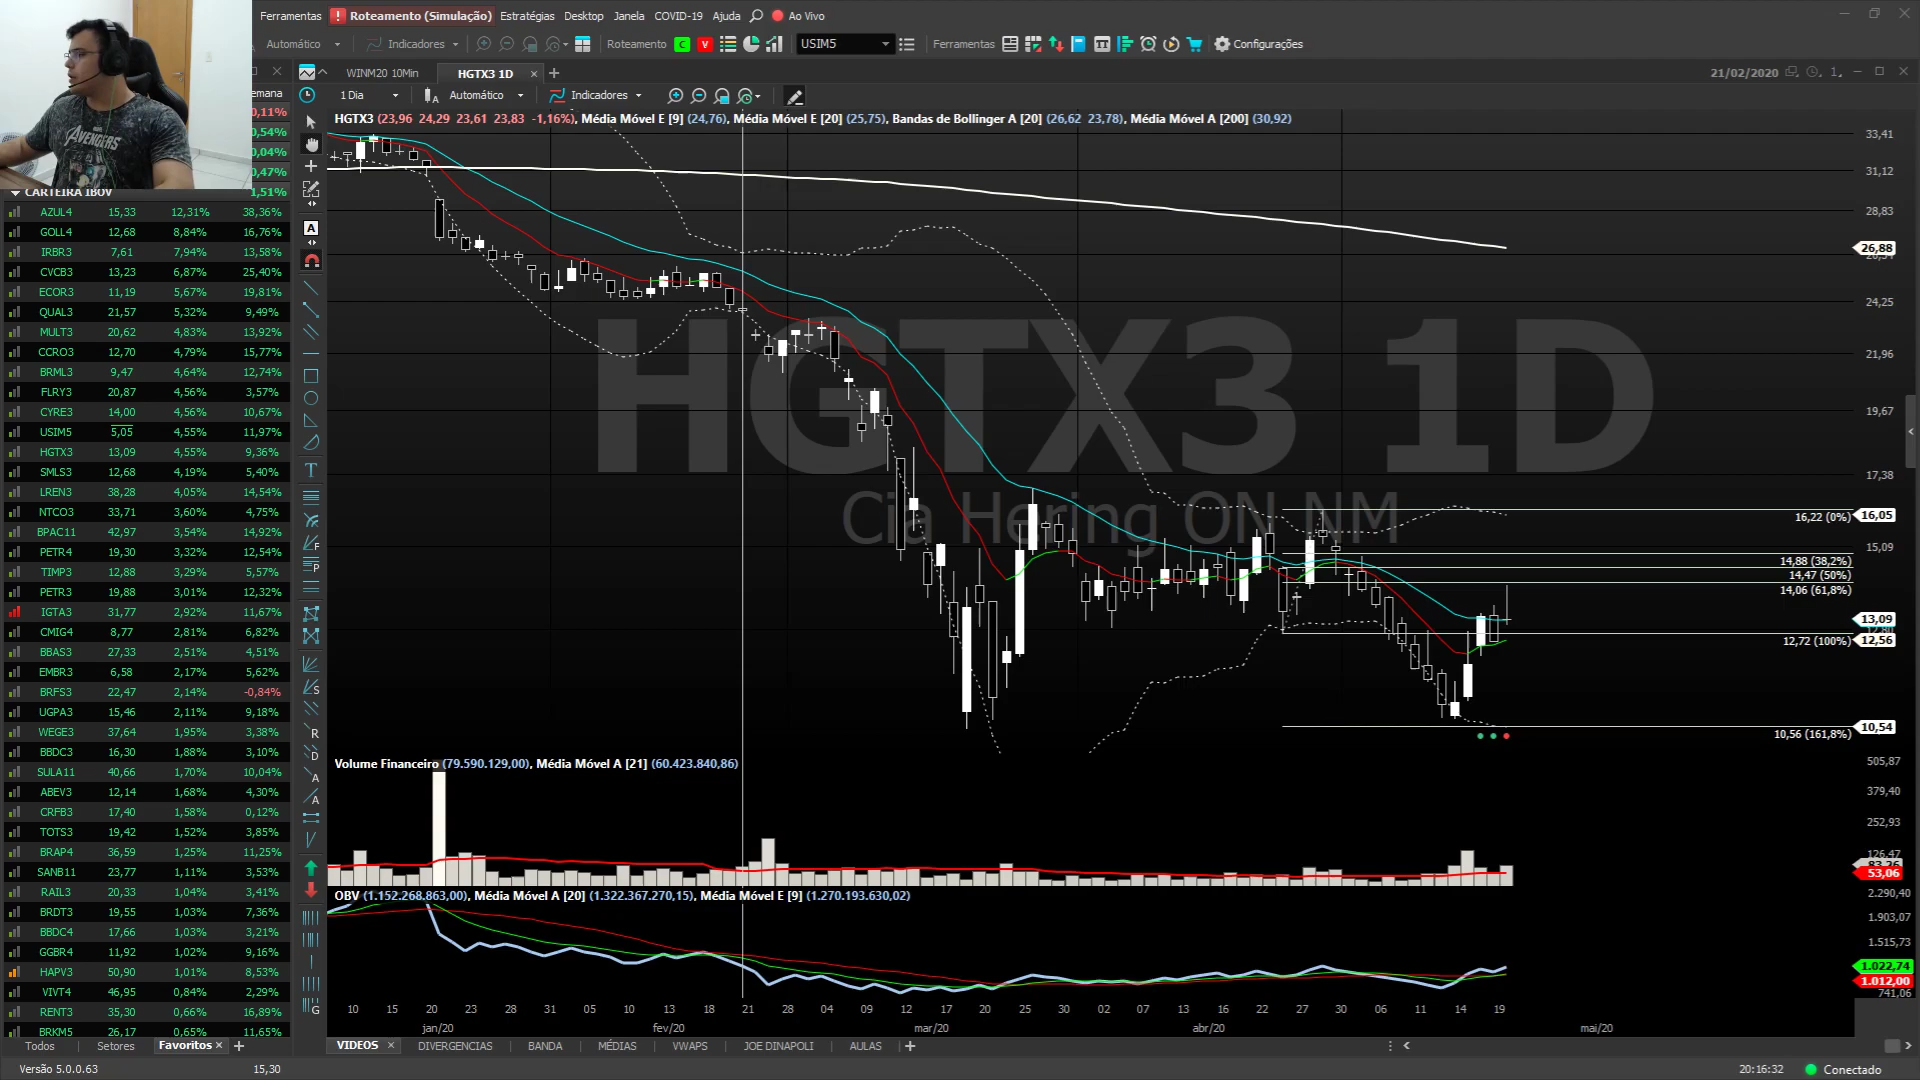 Ferramentas Roteamento (Simulação) Estratégias Desktop Janela COVID-19 Ajuda Ao Vivo
Automático Indicadores Roteamento C V USIM5 Ferramentas Configurações
WINM20 10Min HGTX3 1D 21/02/2020 1
1 Dia Automático Indicadores
HGTX3 (23,96 24,29 23,61 23,83 -1,16%), Média Móvel E [9] (24,76), Média Móvel E [20] (25,75), Bandas de Bollinger A [20] (26,62 23,78), Média Móvel A [200] (30,92)
AVENGERS
emana
0,11%
0,54%
0,04%
0,47%
1,51%
CARTEIRA IBOV
AZUL4 15,33 12,31% 38,36%
GOLL4 12,68 8,84% 16,76%
IRBR3 7,61 7,94% 13,58%
CVCB3 13,23 6,87% 25,40%
ECOR3 11,19 5,67% 19,81%
QUAL3 21,57 5,32% 9,49%
MULT3 20,62 4,83% 13,92%
CCRO3 12,70 4,79% 15,77%
BRML3 9,47 4,64% 12,74%
FLRY3 20,87 4,56% 3,57%
CYRE3 14,00 4,56% 10,67%
USIM5 5,05 4,55% 11,97%
HGTX3 13,09 4,55% 9,36%
SMLS3 12,68 4,19% 5,40%
LREN3 38,28 4,05% 14,54%
NTCO3 33,71 3,60% 4,75%
BPAC11 42,97 3,54% 14,92%
PETR4 19,30 3,32% 12,54%
TIMP3 12,88 3,29% 5,57%
PETR3 19,88 3,01% 12,32%
IGTA3 31,77 2,92% 11,67%
CMIG4 8,77 2,81% 6,82%
BBAS3 27,33 2,51% 4,51%
EMBR3 6,58 2,17% 5,62%
BRFS3 22,47 2,14% -0,84%
UGPA3 15,46 2,11% 9,18%
WEGE3 37,64 1,95% 3,38%
BBDC3 16,30 1,88% 3,10%
SULA11 40,66 1,70% 10,04%
ABEV3 12,14 1,68% 4,30%
CRFB3 17,40 1,58% 0,12%
TOTS3 19,42 1,52% 3,85%
BRAP4 36,59 1,25% 11,25%
SANB11 23,77 1,11% 3,53%
RAIL3 20,33 1,04% 3,41%
BRDT3 19,55 1,03% 7,36%
BBDC4 17,66 1,03% 3,21%
GGBR4 11,92 1,02% 9,16%
HAPV3 50,90 1,01% 8,53%
VIVT4 46,95 0,84% 2,29%
RENT3 35,30 0,66% 16,89%
BRKM5 26,17 0,65% 11,65%
Todos Setores Favoritos
HGTX3 1D
Cia Hering ON NM
33,41
31,12
28,83
26,88
24,25
21,96
19,67
17,38
16,22 (0%) 16,05
15,09
14,88 (38,2%)
14,47 (50%)
14,06 (61,8%)
13,09
12,72 (100%) 12,56
10,54
10,56 (161,8%)
Volume Financeiro (79.590.129,00), Média Móvel A [21] (60.423.840,86)
505,87
379,40
252,93
126,47
83,26
53,06
OBV (1.152.268.863,00), Média Móvel A [20] (1.322.367.270,15), Média Móvel E [9] (1.270.193.630,02)
2.290,40
1.903,07
1.515,73
1.022,74
1.012,00
741,06
10 15 20 23 28 31 05 10 13 18 21 28 04 09 12 17 20 25 30 02 07 13 16 22 27 30 06 11 14 19
jan/20 fev/20 mar/20 abr/20 mai/20
VIDEOS DIVERGENCIAS BANDA MÉDIAS VWAPS JOE DINAPOLI AULAS
Versão 5.0.0.63 15,30 20:16:32 Conectado